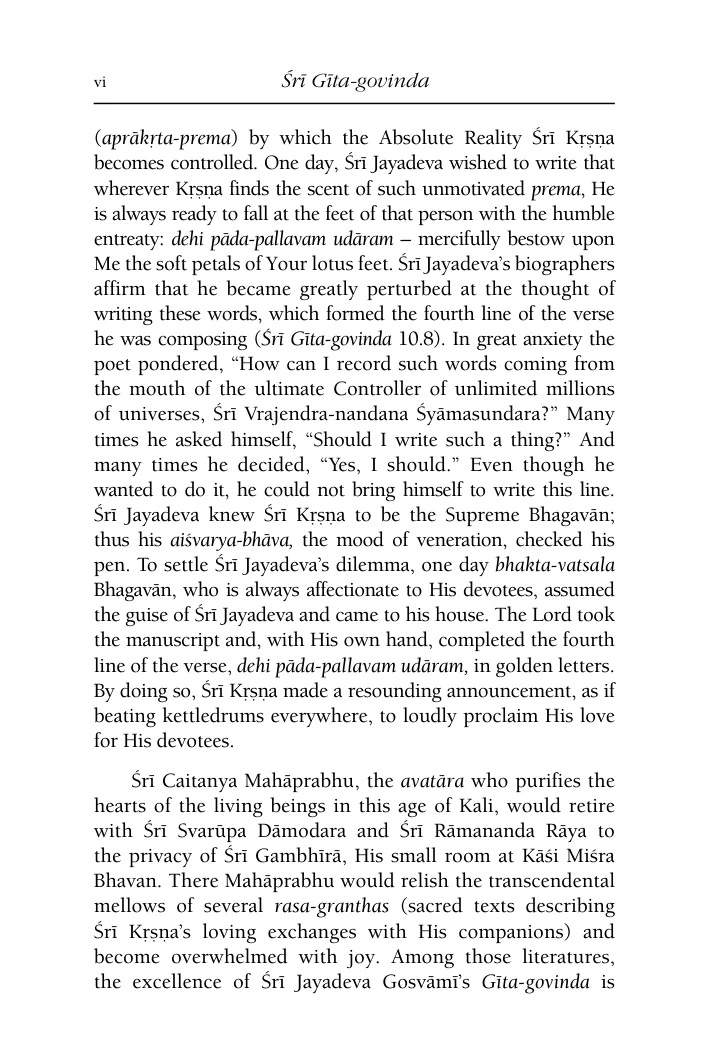 vi
Śrī Gīta-govinda
(aprākṛta-prema) by which the Absolute Reality Śrī Kṛṣṇa
becomes controlled. One day, Śrī Jayadeva wished to write that
wherever Kṛṣṇa finds the scent of such unmotivated prema, He
is always ready to fall at the feet of that person with the humble
entreaty: dehi pāda-pallavam udāram – mercifully bestow upon
Me the soft petals of Your lotus feet. Śrī Jayadeva’s biographers
affirm that he became greatly perturbed at the thought of
writing these words, which formed the fourth line of the verse
he was composing (Śrī Gīta-govinda 10.8). In great anxiety the
poet pondered, “How can I record such words coming from
the mouth of the ultimate Controller of unlimited millions
of universes, Śrī Vrajendra-nandana Śyāmasundara?” Many
times he asked himself, “Should I write such a thing?” And
many times he decided, “Yes, I should.” Even though he
wanted to do it, he could not bring himself to write this line.
Śrī Jayadeva knew Śrī Kṛṣṇa to be the Supreme Bhagavān;
thus his aiśvarya-bhāva, the mood of veneration, checked his
pen. To settle Śrī Jayadeva’s dilemma, one day bhakta-vatsala
Bhagavān, who is always affectionate to His devotees, assumed
the guise of Śrī Jayadeva and came to his house. The Lord took
the manuscript and, with His own hand, completed the fourth
line of the verse, dehi pāda-pallavam udāram, in golden letters.
By doing so, Śrī Kṛṣṇa made a resounding announcement, as if
beating kettledrums everywhere, to loudly proclaim His love
for His devotees.
Śrī Caitanya Mahāprabhu, the avatāra who purifies the
hearts of the living beings in this age of Kali, would retire
with Śrī Svarūpa Dāmodara and Śrī Rāmananda Rāya to
the privacy of Śrī Gambhīrā, His small room at Kāśi Miśra
Bhavan. There Mahāprabhu would relish the transcendental
mellows of several rasa-granthas (sacred texts describing
Śrī Kṛṣṇa’s loving exchanges with His companions) and
become overwhelmed with joy. Among those literatures,
the excellence of Śrī Jayadeva Gosvāmī’s Gīta-govinda is